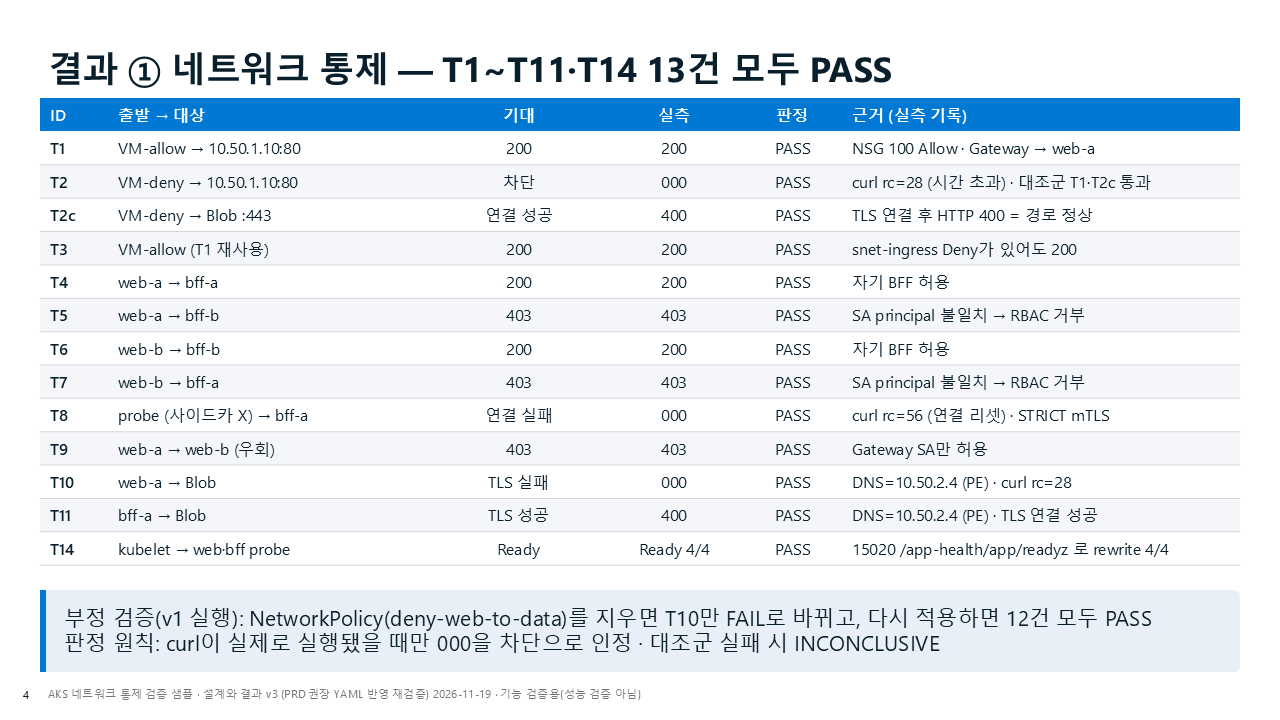 결과 ① 네트워크 통제 — T1~T11·T14 13건 모두 PASS
ID 출발 → 대상 기대 실측 판정 근거 (실측 기록)
T1 VM-allow → 10.50.1.10:80 200 200 PASS NSG 100 Allow · Gateway → web-a
T2 VM-deny → 10.50.1.10:80 차단 000 PASS curl rc=28 (시간 초과) · 대조군 T1·T2c 통과
T2c VM-deny → Blob :443 연결 성공 400 PASS TLS 연결 후 HTTP 400 = 경로 정상
T3 VM-allow (T1 재사용) 200 200 PASS snet-ingress Deny가 있어도 200
T4 web-a → bff-a 200 200 PASS 자기 BFF 허용
T5 web-a → bff-b 403 403 PASS SA principal 불일치 → RBAC 거부
T6 web-b → bff-b 200 200 PASS 자기 BFF 허용
T7 web-b → bff-a 403 403 PASS SA principal 불일치 → RBAC 거부
T8 probe (사이드카 X) → bff-a 연결 실패 000 PASS curl rc=56 (연결 리셋) · STRICT mTLS
T9 web-a → web-b (우회) 403 403 PASS Gateway SA만 허용
T10 web-a → Blob TLS 실패 000 PASS DNS=10.50.2.4 (PE) · curl rc=28
T11 bff-a → Blob TLS 성공 400 PASS DNS=10.50.2.4 (PE) · TLS 연결 성공
T14 kubelet → web·bff probe Ready Ready 4/4 PASS 15020 /app-health/app/readyz 로 rewrite 4/4
부정 검증(v1 실행): NetworkPolicy(deny-web-to-data)를 지우면 T10만 FAIL로 바뀌고, 다시 적용하면 12건 모두 PASS
판정 원칙: curl이 실제로 실행됐을 때만 000을 차단으로 인정 · 대조군 실패 시 INCONCLUSIVE
4 AKS 네트워크 통제 검증 샘플 · 설계와 결과 v3 (PRD 권장 YAML 반영 재검증) 2026-11-19 · 기능 검증용(성능 검증 아님)